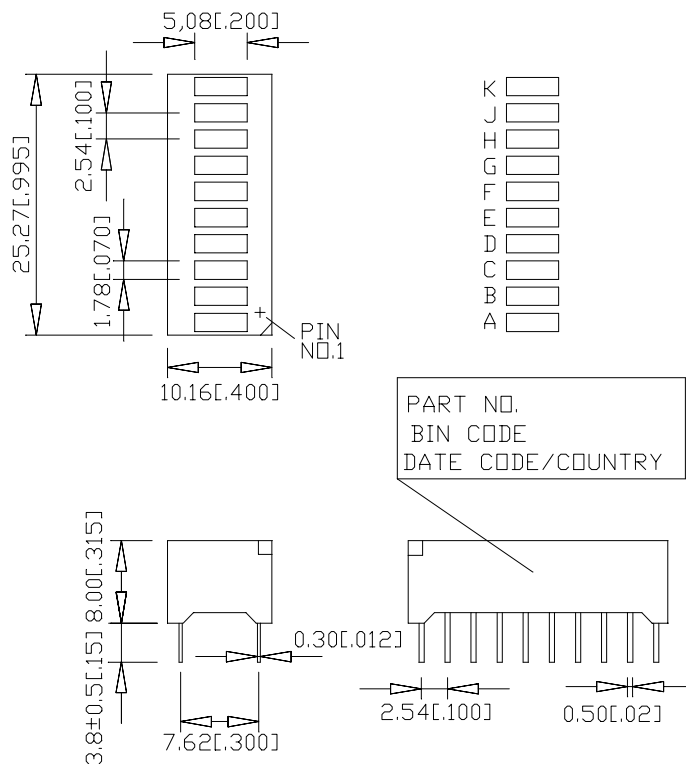 5,08[.200]
2.54[.100]
25.27[.995]
1.78[.070]
PIN
NO.1
10.16[.400]
K
J
H
G
F
E
D
C
B
A
PART NO.
BIN CODE
DATE CODE/COUNTRY
8.00[.315]
3.8±0.5[.15]
0.30[.012]
7.62[.300]
2.54[.100]
0.50[.02]